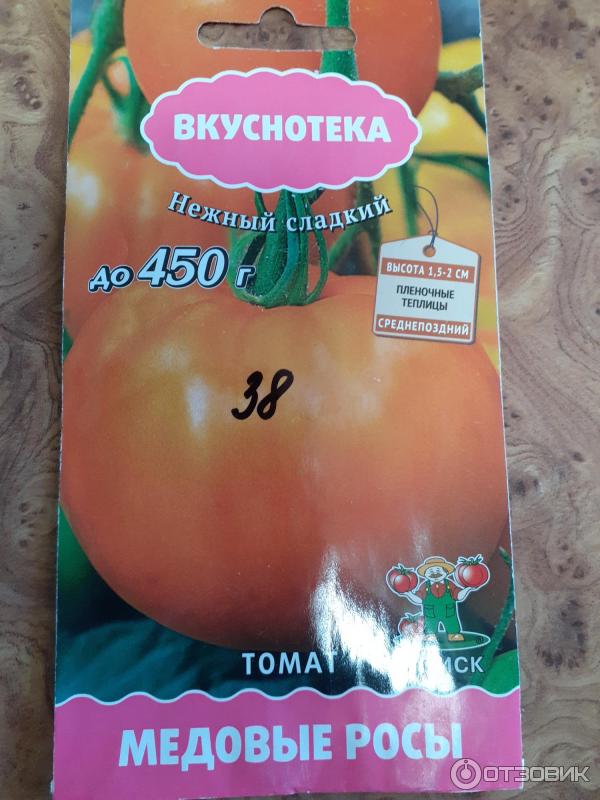 ВКУСНОТЕКА
Нежный сладкий
до 450 г
ВЫСОТА 1,5-2 СМ
ПЛЕНОЧНЫЕ
ТЕПЛИЦЫ
СРЕДНЕПОЗДНИЙ
38
ТОМАТ
МЕДОВЫЕ РОСЫ
ОТЗОВИК